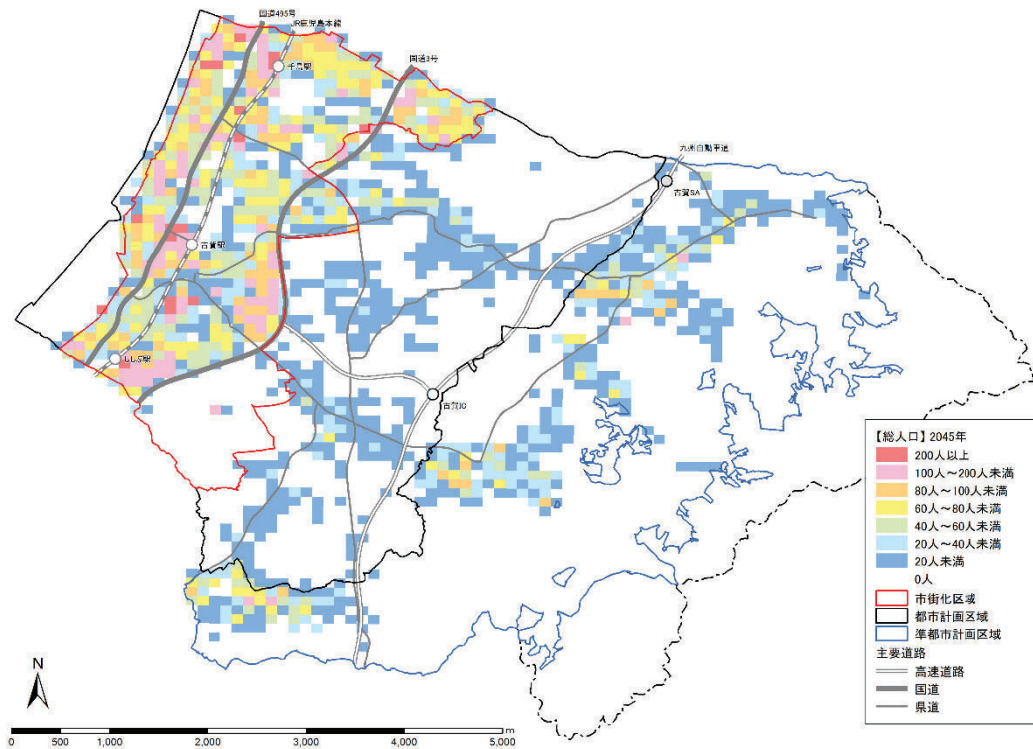 国道495号
JR鹿児島本線
千鳥駅
国道3号
九州自動車道
古賀SA
古賀駅
ししぶ駅
古賀IC
【総人口】2045年
200人以上
100人～200人未満
80人～100人未満
60人～80人未満
40人～60人未満
20人～40人未満
20人未満
0人
市街化区域
都市計画区域
準都市計画区域
主要道路
高速道路
国道
県道
N
m
0 500 1,000 2,000 3,000 4,000 5,000